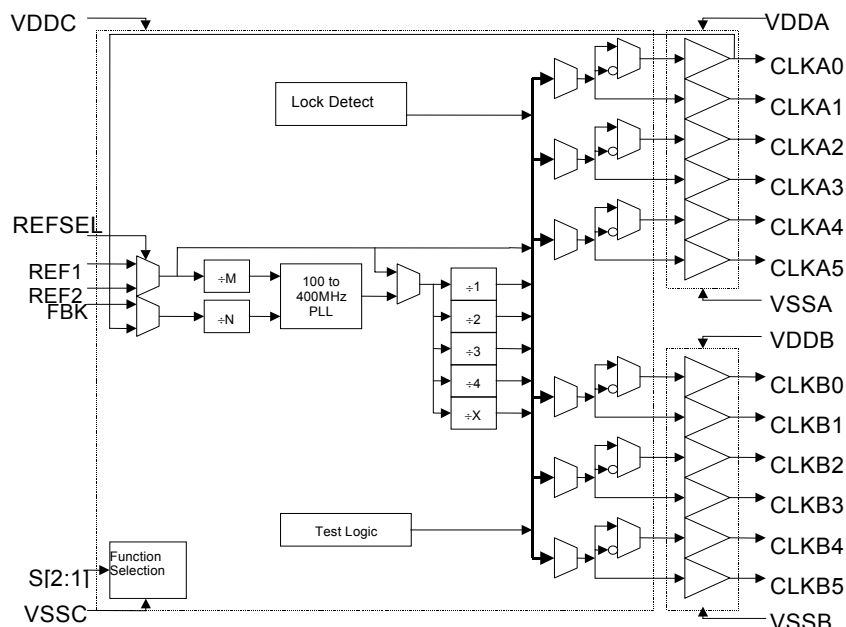 VDDC
VDDA
CLKA0
Lock Detect
CLKA1
CLKA2
CLKA3
REFSEL
CLKA4
REF1
CLKA5
REF2
÷M
100 to
400MHz
PLL
÷1
FBK
÷N
÷2
VSSA
÷3
VDDB
÷4
CLKB0
÷X
CLKB1
CLKB2
CLKB3
Test Logic
CLKB4
Function
Selection
S[2:1]
CLKB5
VSSC
VSSB